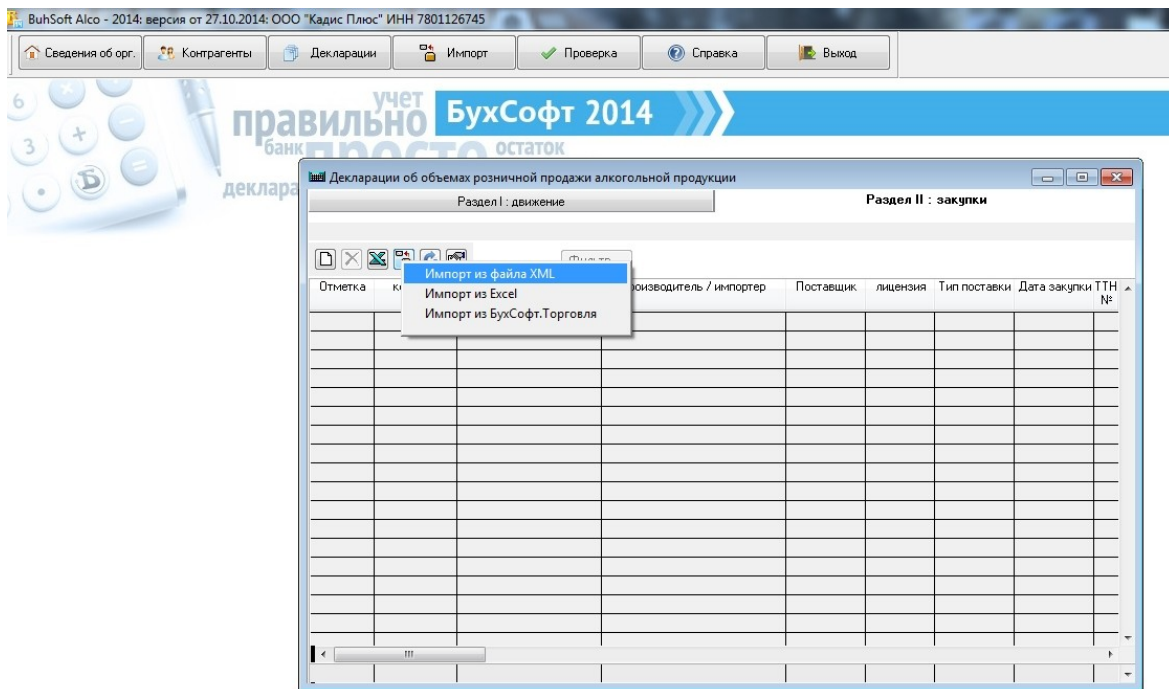 BuhSoft Alco - 2014: версия от 27.10.2014: ООО "Кадис Плюс" ИНН 7801126745
Сведения об орг. Контрагенты Декларации Импорт Проверка Справка Выход
учет
правильно
БухСофт 2014
банк просто остаток
деклара
Декларации об объемах розничной продажи алкогольной продукции
Раздел I : движение Раздел II : закупки
Фильтр
Импорт из файла XML
Импорт из Excel
Импорт из БухСофт.Торговля
Отметка роизводитель / импортер Поставщик лицензия Тип поставки Дата закупки ТТН
№